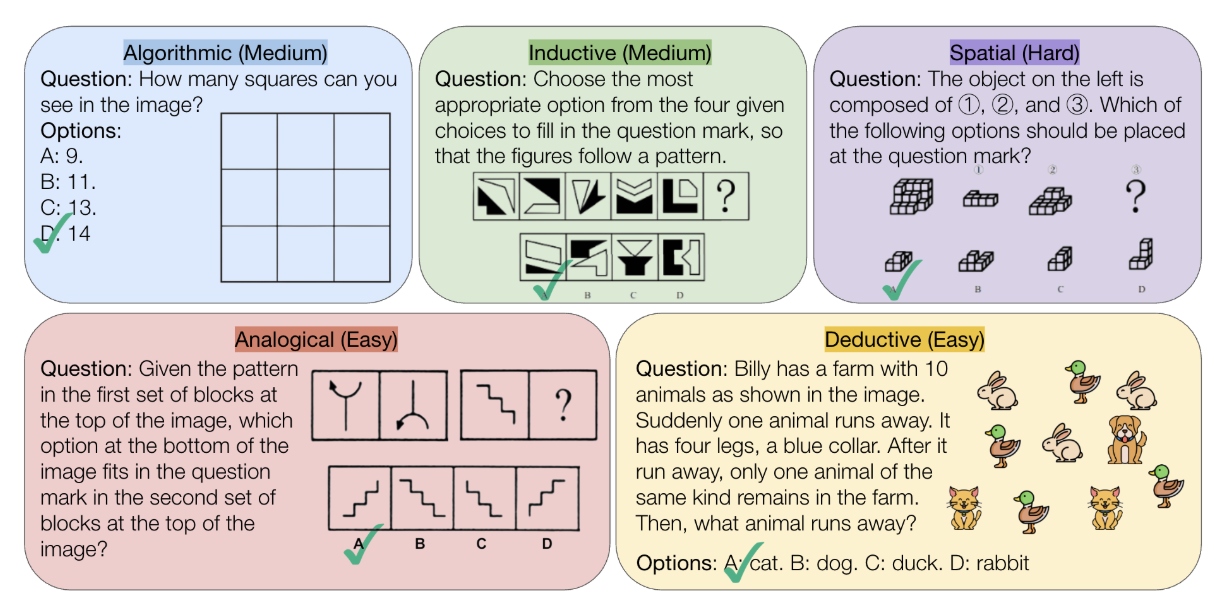 Algorithmic (Medium)
Question: How many squares can you
see in the image?
Options:
A: 9.
B: 11.
C: 13.
D: 14
Inductive (Medium)
Question: Choose the most
appropriate option from the four given
choices to fill in the question mark, so
that the figures follow a pattern.
?
A B C D
Spatial (Hard)
Question: The object on the left is
composed of ①, ②, and ③. Which of
the following options should be placed
at the question mark?
① ② ③
?
A B C D
Analogical (Easy)
Question: Given the pattern
in the first set of blocks at
the top of the image, which
option at the bottom of the
image fits in the question
mark in the second set of
blocks at the top of the
image?
?
A B C D
Deductive (Easy)
Question: Billy has a farm with 10
animals as shown in the image.
Suddenly one animal runs away. It
has four legs, a blue collar. After it
run away, only one animal of the
same kind remains in the farm.
Then, what animal runs away?
Options: A: cat. B: dog. C: duck. D: rabbit